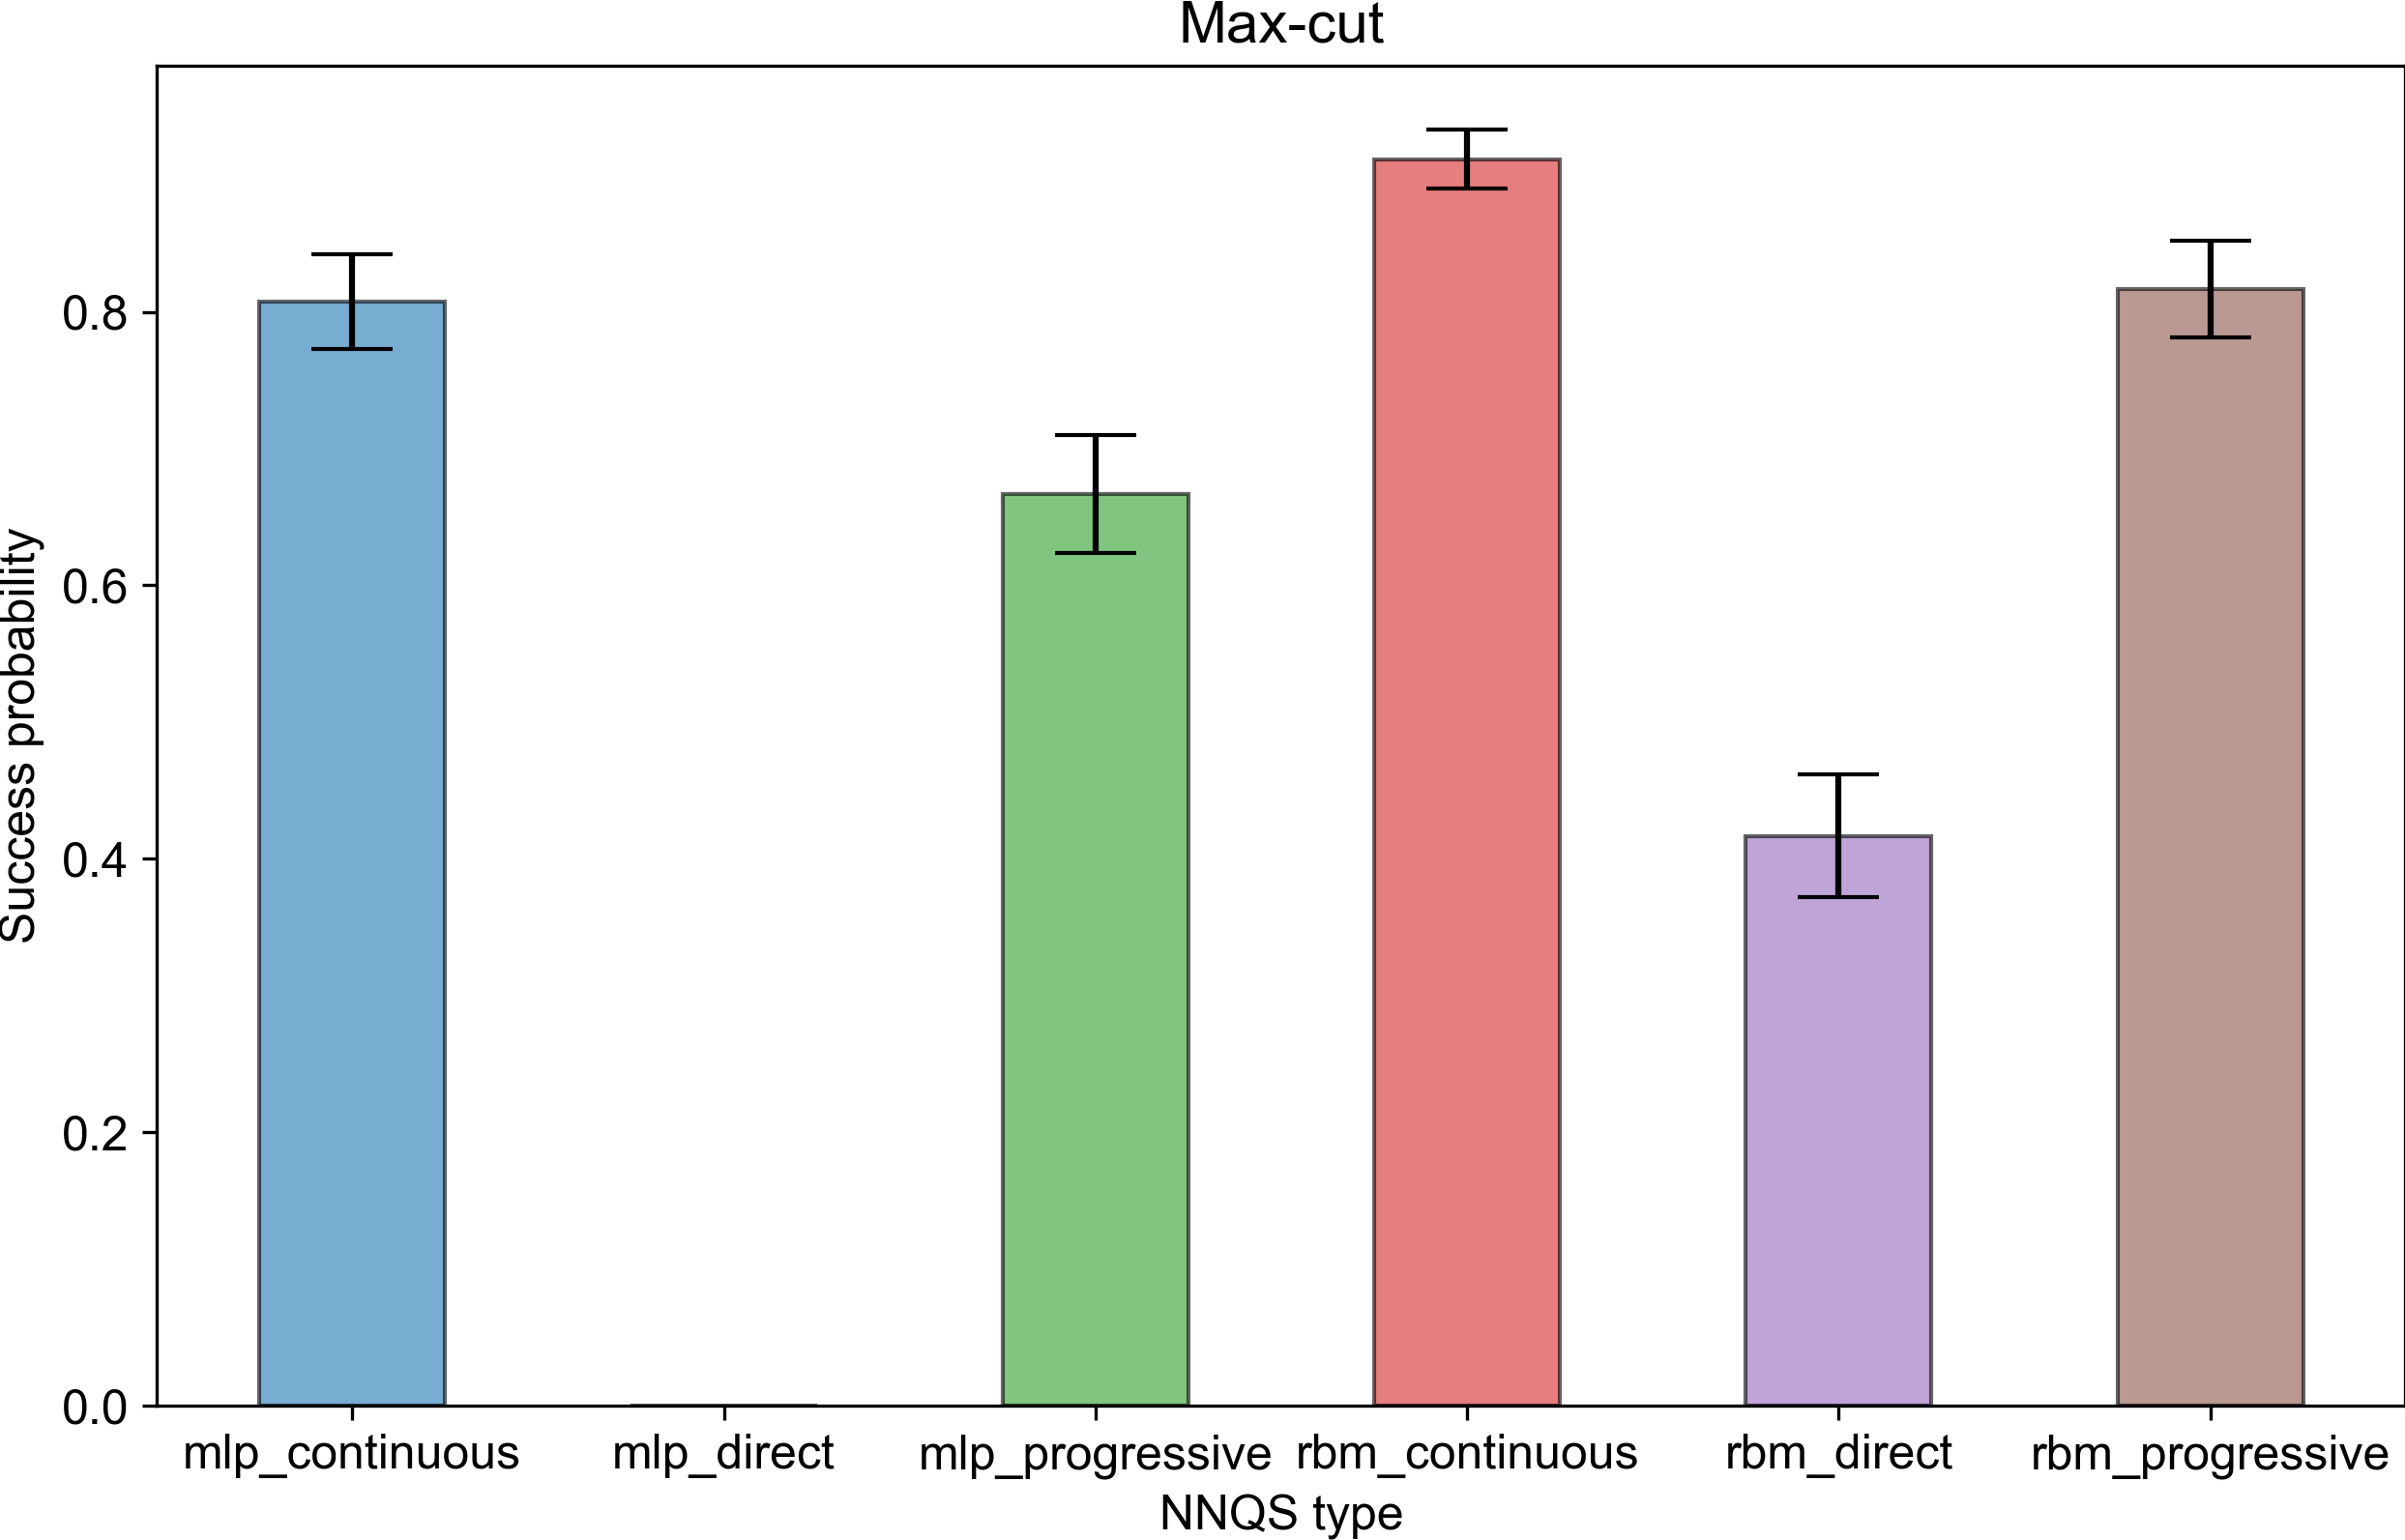 Max-cut
Success probability
0.8
0.6
0.4
0.2
0.0
mlp_continuous mlp_direct mlp_progressive rbm_continuous rbm_direct rbm_progressive
NNQS type